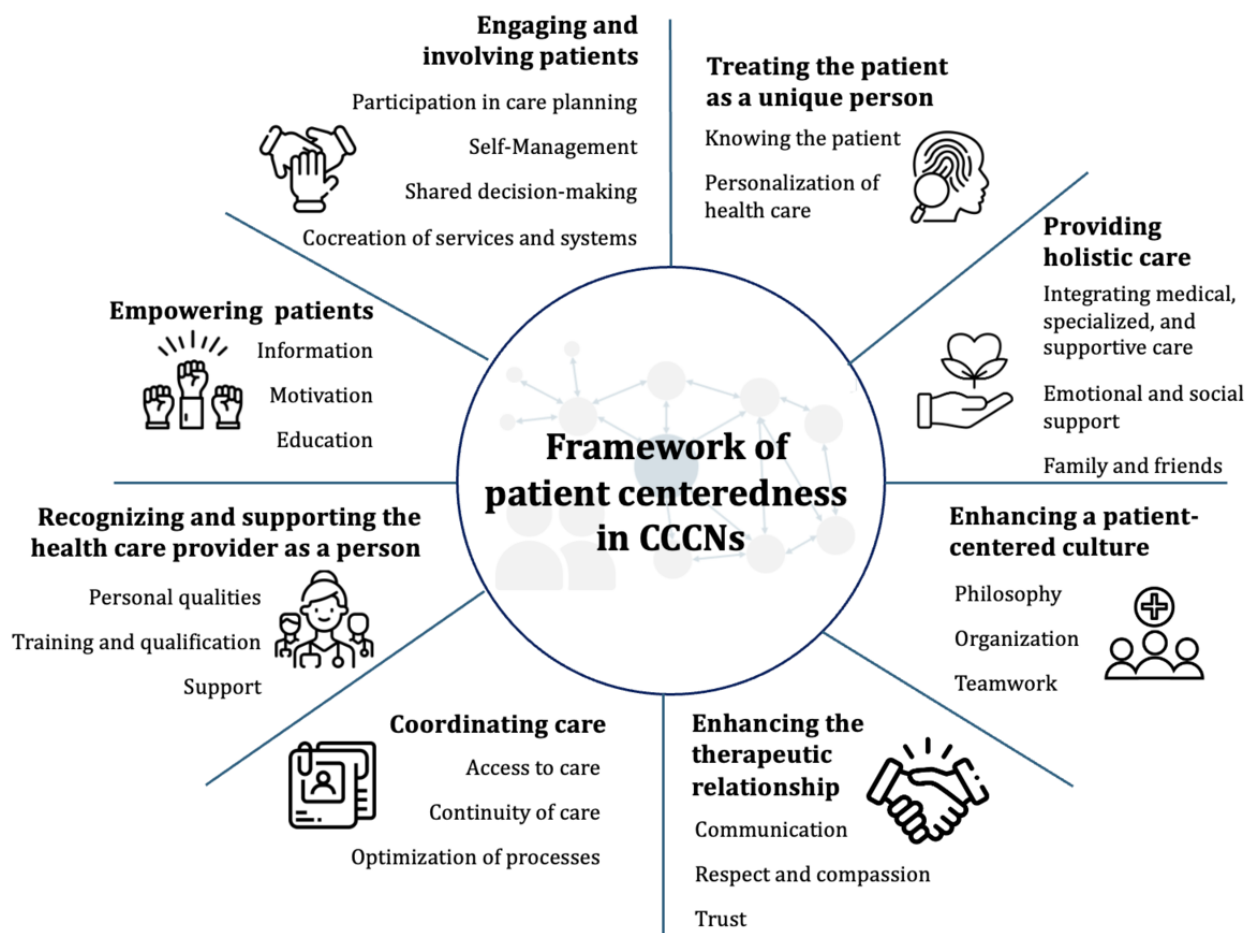 Engaging and
involving patients
Participation in care planning
Self-Management
Shared decision-making
Cocreation of services and systems
Treating the patient
as a unique person
Knowing the patient
Personalization of
health care
Providing
holistic care
Integrating medical,
specialized, and
supportive care
Emotional and social
support
Family and friends
Empowering patients
Information
Motivation
Education
Framework of
patient centeredness
in CCCNs
Recognizing and supporting the
health care provider as a person
Personal qualities
Training and qualification
Support
Enhancing a patient-
centered culture
Philosophy
Organization
Teamwork
Coordinating care
Access to care
Continuity of care
Optimization of processes
Enhancing the
therapeutic
relationship
Communication
Respect and compassion
Trust